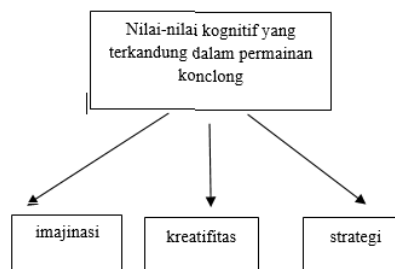 Nilai-nilai kognitif yang
terkandung dalam permainan
konclong
imajinasi
kreatifitas
strategi